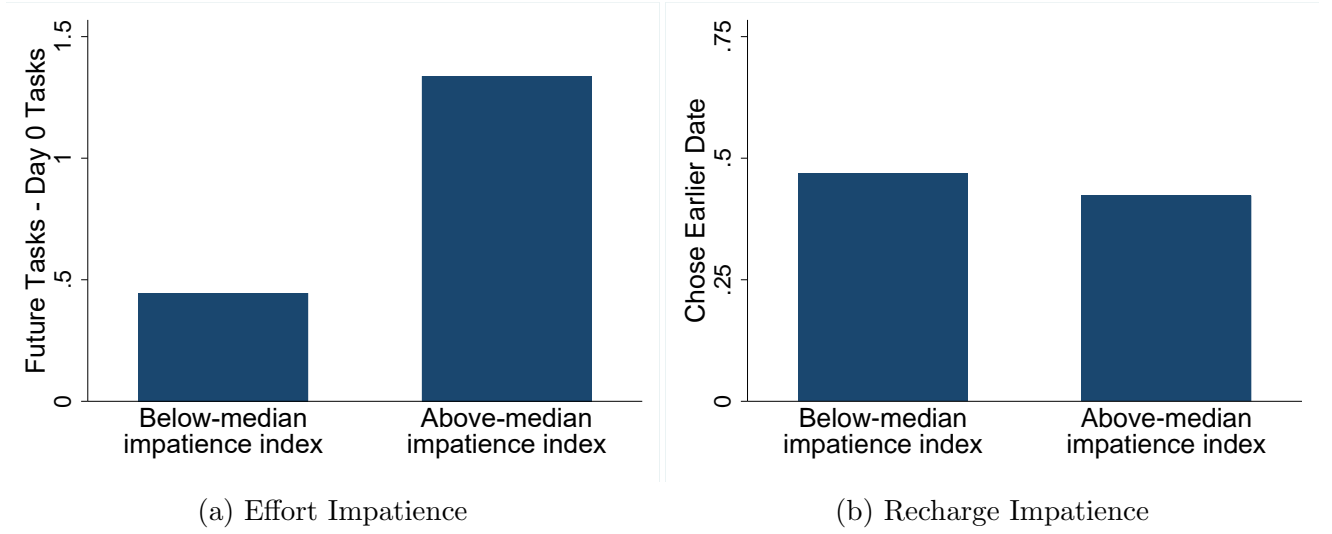 Future Tasks - Day 0 Tasks
1.5
1
.5
0
Below-median
impatience index
Above-median
impatience index
(a) Effort Impatience
Chose Earlier Date
.75
.5
.25
0
Below-median
impatience index
Above-median
impatience index
(b) Recharge Impatience